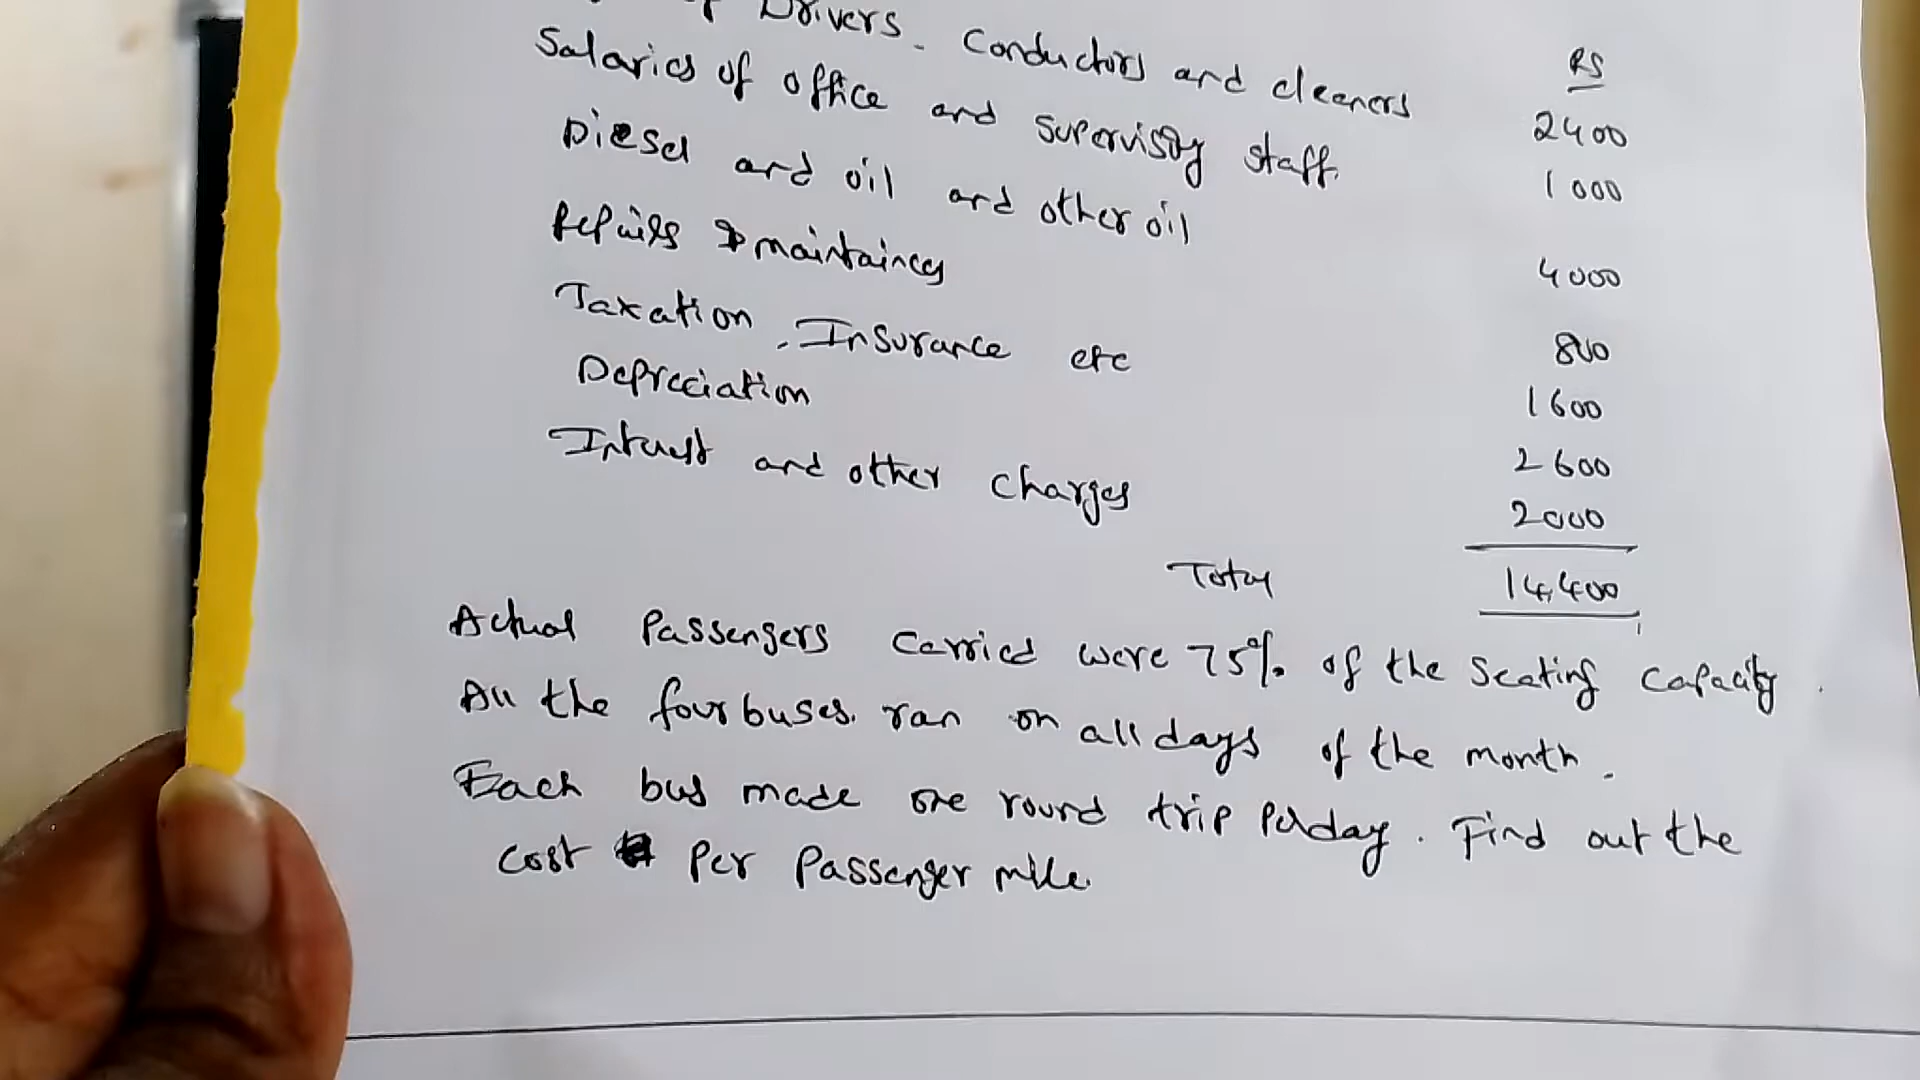 Drivers. Conductors and cleaners
RS
2400
Salaries of office and supervisory staff.
1000
Diesel and oil and other oil
4000
Repairs & maintaincy
800
Taxation, Insurance etc
1600
Depreciation
2600
Interest and other charges
2000
Total
14,400
Actual Passengers carried were 75% of the Seating capacity.
All the four buses. ran on all days of the month.
Each bus made one round trip perday. Find out the
cost per Passenger mile.